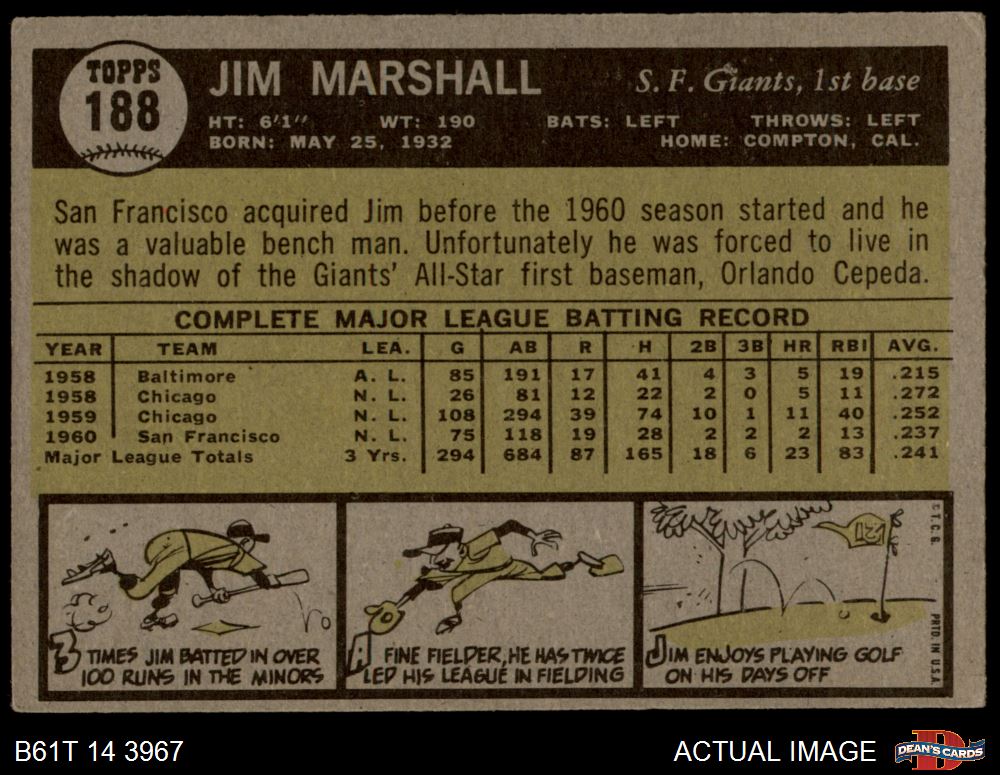 TOPPS
188
JIM MARSHALL
S. F. Giants, 1st base
HT: 6'1" WT: 190 BATS: LEFT THROWS: LEFT
BORN: MAY 25, 1932 HOME: COMPTON, CAL.
San Francisco acquired Jim before the 1960 season started and he
was a valuable bench man. Unfortunately he was forced to live in
the shadow of the Giants' All-Star first baseman, Orlando Cepeda.
COMPLETE MAJOR LEAGUE BATTING RECORD
YEAR TEAM LEA. G AB R H 2B 3B HR RBI AVG.
1958 Baltimore A. L. 85 191 17 41 4 3 5 19 .215
1958 Chicago N. L. 26 81 12 22 2 0 5 11 .272
1959 Chicago N. L. 108 294 39 74 10 1 11 40 .252
1960 San Francisco N. L. 75 118 19 28 2 2 2 13 .237
Major League Totals 3 Yrs. 294 684 87 165 18 6 23 83 .241
3 TIMES JIM BATTED IN OVER
100 RUNS IN THE MINORS
A FINE FIELDER, HE HAS TWICE
LED HIS LEAGUE IN FIELDING
JIM ENJOYS PLAYING GOLF
ON HIS DAYS OFF
© T. C. G.
PRTD. IN U.S.A.
B61T 14 3967
ACTUAL IMAGE
DEAN'S CARDS